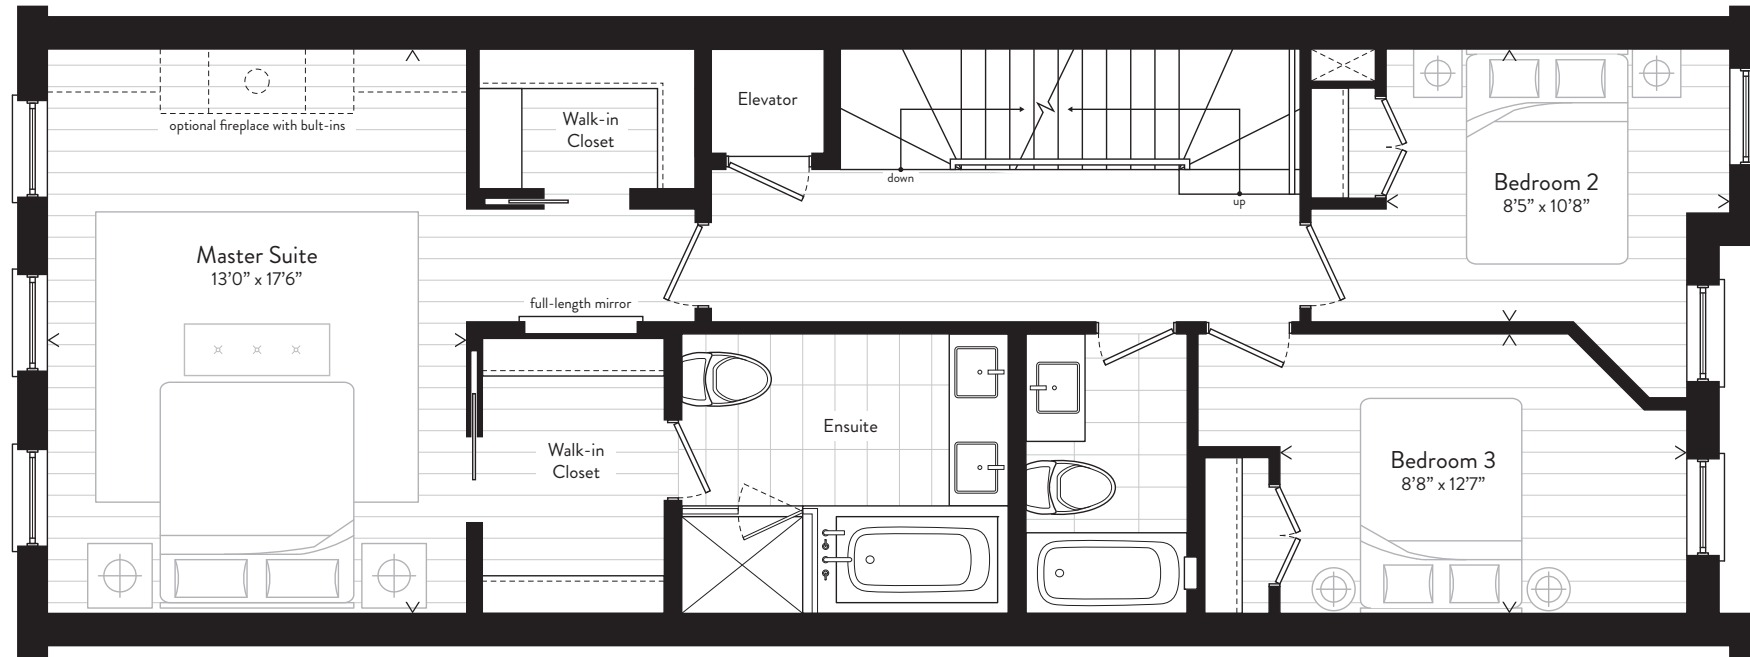 optional fireplace with bult-ins
Walk-in
Closet
Elevator
down
up
Bedroom 2
8'5” x 10'8”
Master Suite
13'0” x 17'6”
full-length mirror
Walk-in
Closet
Ensuite
Bedroom 3
8'8” x 12'7”